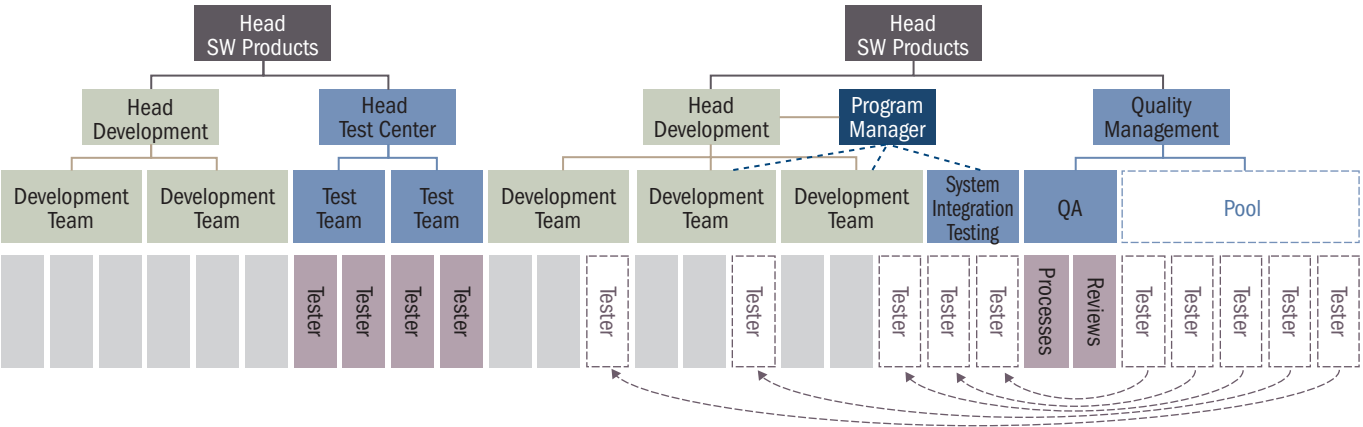 Head
SW Products
Head
SW Products
Head
Development
Head
Test Center
Head
Development
Program
Manager
Quality
Management
Development
Team
Development
Team
Test
Team
Test
Team
Development
Team
Development
Team
Development
Team
System
Integration
Testing
QA
Pool
Tester
Tester
Tester
Tester
Tester
Tester
Tester
Tester
Tester
Processes
Reviews
Tester
Tester
Tester
Tester
Tester